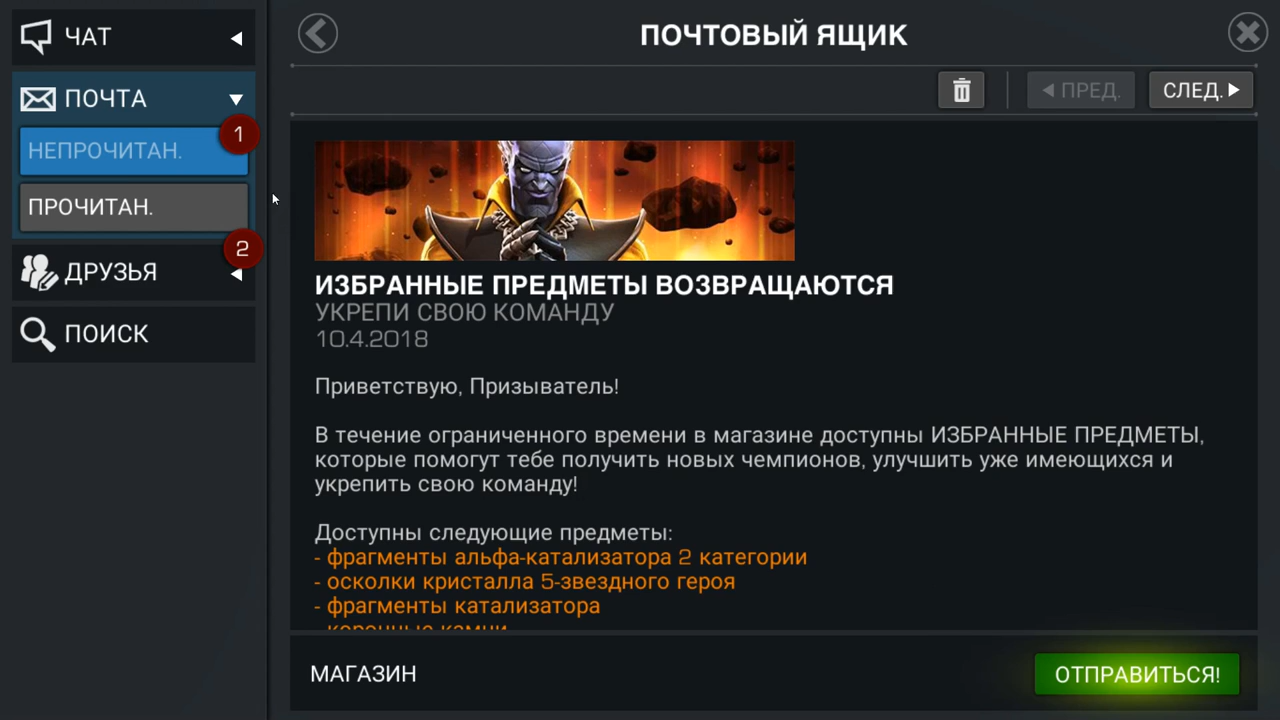 ЧАТ
ПОЧТА
НЕПРОЧИТАН.
1
ПРОЧИТАН.
ДРУЗЬЯ
2
ПОИСК
ПОЧТОВЫЙ ЯЩИК
ПРЕД.
СЛЕД.
ИЗБРАННЫЕ ПРЕДМЕТЫ ВОЗВРАЩАЮТСЯ
УКРЕПИ СВОЮ КОМАНДУ
10.4.2018
Приветствую, Призыватель!
В течение ограниченного времени в магазине доступны ИЗБРАННЫЕ ПРЕДМЕТЫ,
которые помогут тебе получить новых чемпионов, улучшить уже имеющихся и
укрепить свою команду!
Доступны следующие предметы:
- фрагменты альфа-катализатора 2 категории
- осколки кристалла 5-звездного героя
- фрагменты катализатора
МАГАЗИН
ОТПРАВИТЬСЯ!